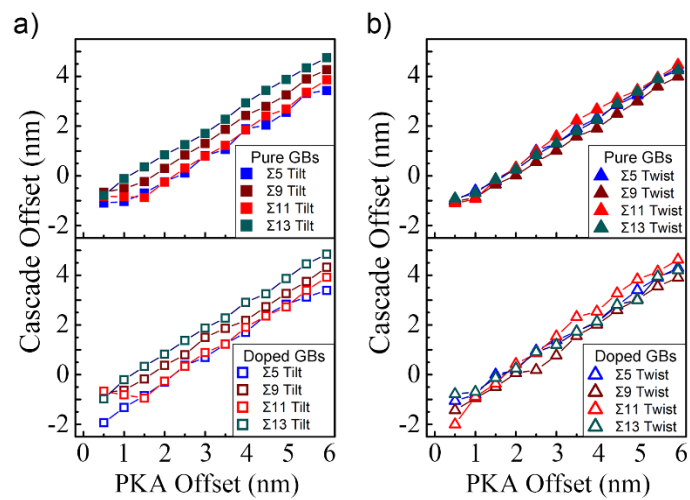 a)
b)
Cascade Offset (nm)
4
2
0
-2
Pure GBs
Σ5 Tilt
Σ9 Tilt
Σ11 Tilt
Σ13 Tilt
4
2
0
-2
Doped GBs
Σ5 Tilt
Σ9 Tilt
Σ11 Tilt
Σ13 Tilt
0 1 2 3 4 5 6
PKA Offset (nm)
Cascade Offset (nm)
4
2
0
-2
Pure GBs
Σ5 Twist
Σ9 Twist
Σ11 Twist
Σ13 Twist
4
2
0
-2
Doped GBs
Σ5 Twist
Σ9 Twist
Σ11 Twist
Σ13 Twist
0 1 2 3 4 5 6
PKA Offset (nm)